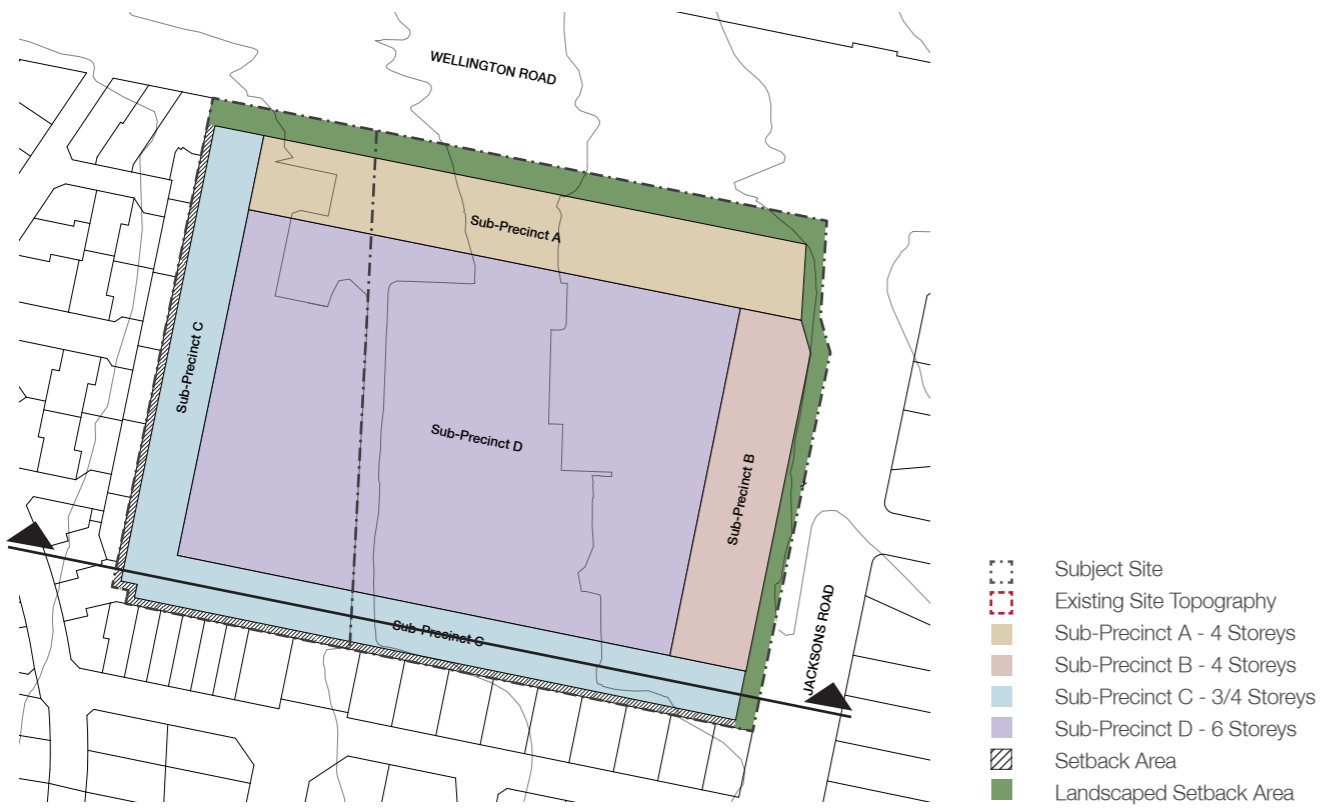 WELLINGTON ROAD
Sub-Precinct A
Sub-Precinct C
Sub-Precinct D
Sub-Precinct B
Sub-Precinct C
JACKSONS ROAD
Subject Site
Existing Site Topography
Sub-Precinct A - 4 Storeys
Sub-Precinct B - 4 Storeys
Sub-Precinct C - 3/4 Storeys
Sub-Precinct D - 6 Storeys
Setback Area
Landscaped Setback Area